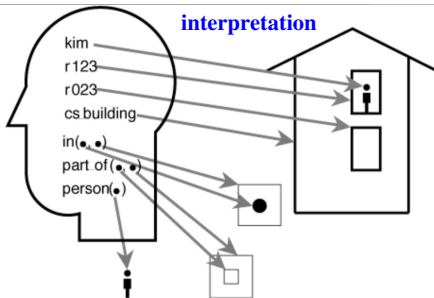 interpretation
kim
r123
r023
cs building
in( , )
part of( , )
person( )